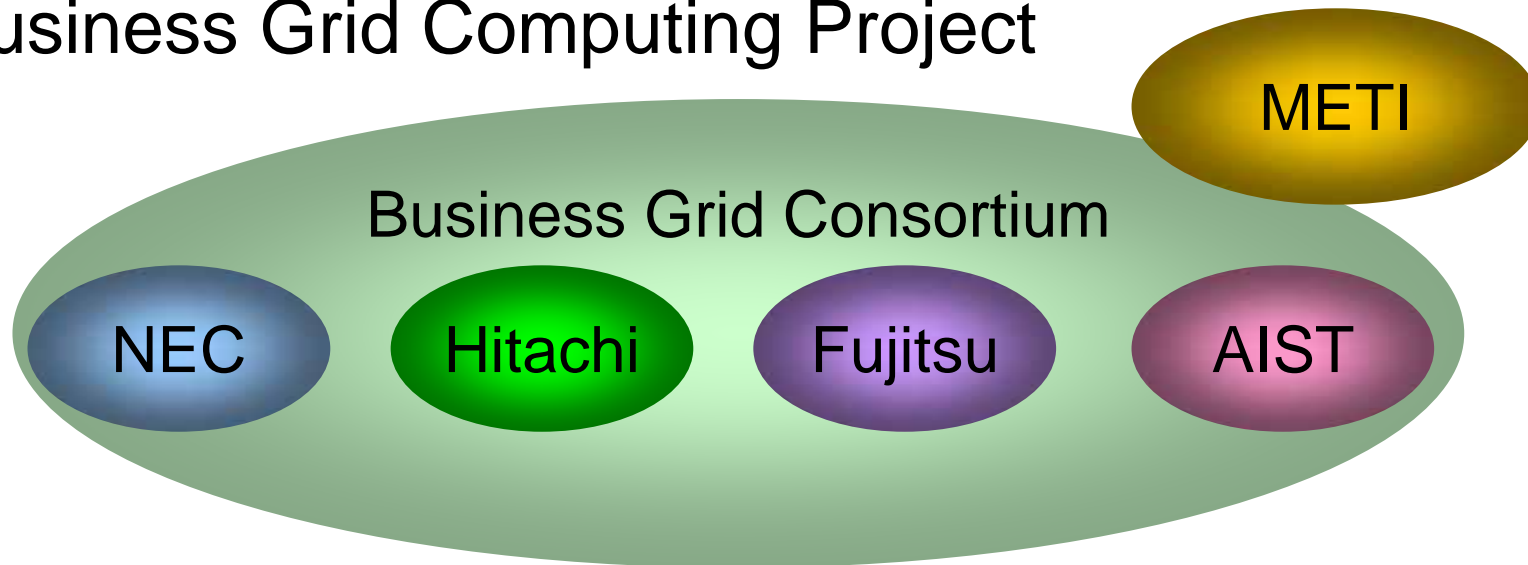 usiness Grid Computing Project
METI
Business Grid Consortium
NEC Hitachi Fujitsu AIST